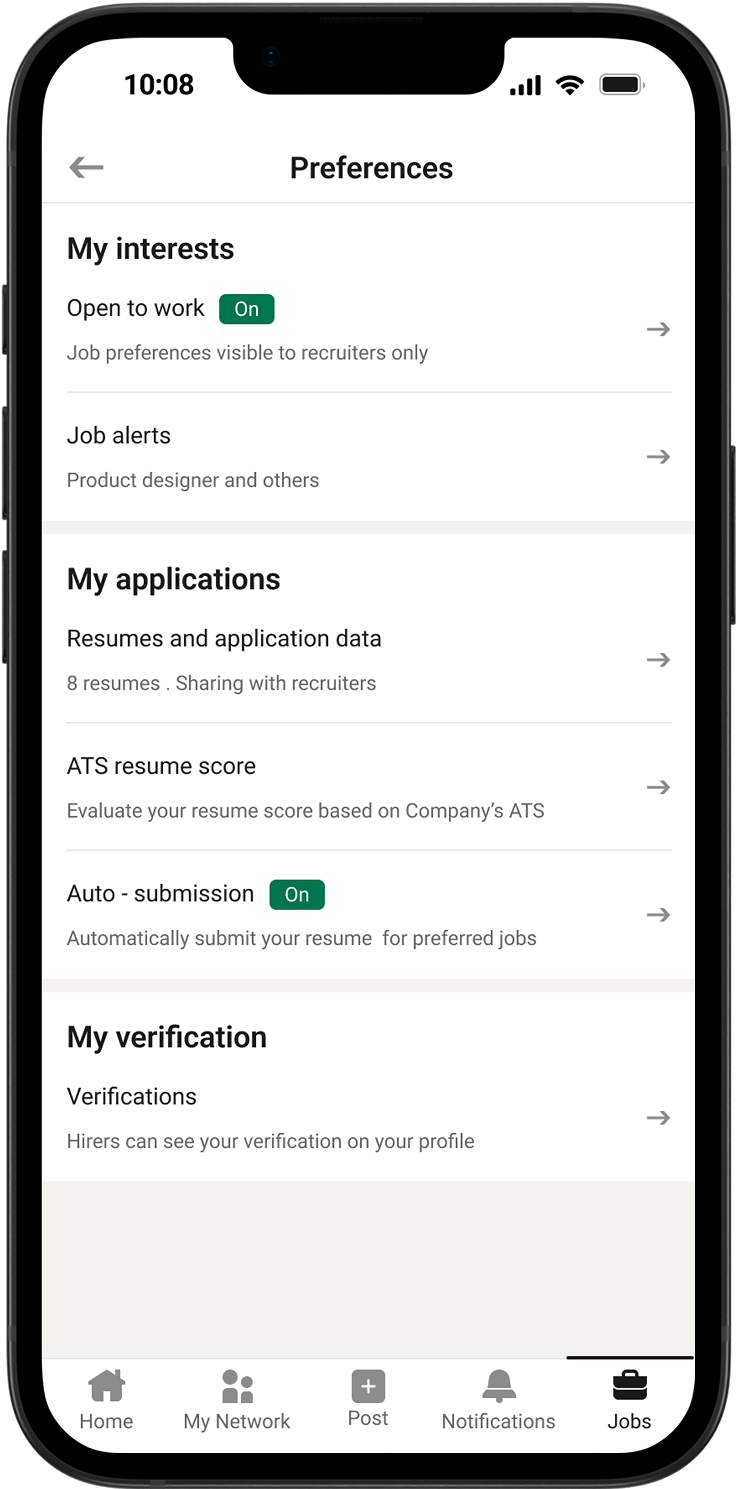 10:08
Preferences
My interests
Open to work On
Job preferences visible to recruiters only
Job alerts
Product designer and others
My applications
Resumes and application data
8 resumes . Sharing with recruiters
ATS resume score
Evaluate your resume score based on Company’s ATS
Auto - submission On
Automatically submit your resume  for preferred jobs
My verification
Verifications
Hirers can see your verification on your profile
Home My Network Post Notifications Jobs